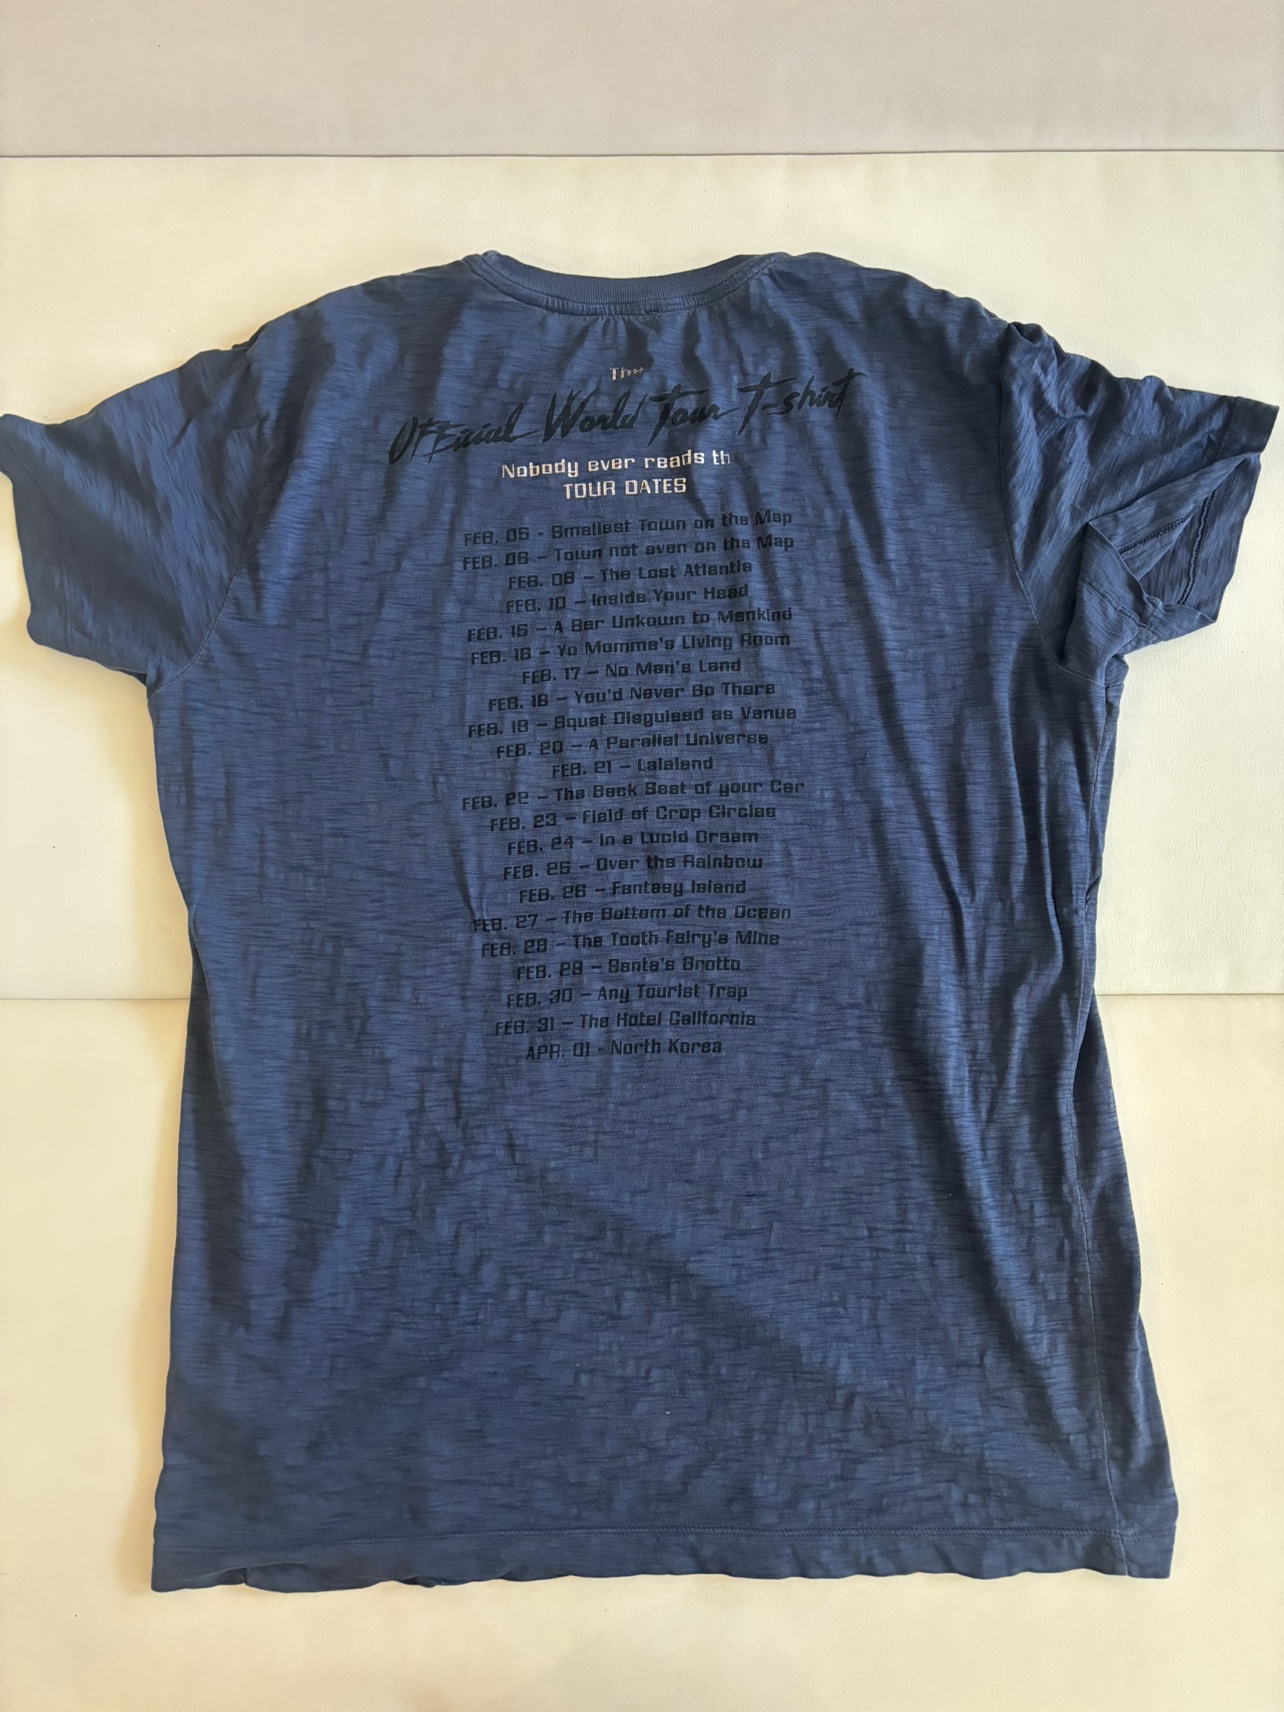 The
Official World Tour T-shirt
Nobody ever reads th
TOUR DATES
FEB. 05 - Smallest Town on the Map
FEB. 06 – Town not even on the Map
FEB. 08 – The Lost Atlantis
FEB. 10 – Inside Your Head
FEB. 15 – A Bar Unkown to Mankind
FEB. 16 – Yo Momma's Living Room
FEB. 17 – No Man's Land
FEB. 18 – You'd Never Go There
FEB. 19 – Squat Disguised as Venue
FEB. 20 – A Parallel Universe
FEB. 21 – Lalaland
FEB. 22 – The Back Seat of your Car
FEB. 23 – Field of Crop Circles
FEB. 24 – In a Lucid Dream
FEB. 25 – Over the Rainbow
FEB. 26 – Fantasy Island
FEB. 27 – The Bottom of the Ocean
FEB. 28 – The Tooth Fairy's Mine
FEB. 29 – Santa's Grotto
FEB. 30 – Any Tourist Trap
FEB. 31 – The Hotel California
APR. 01 - North Korea